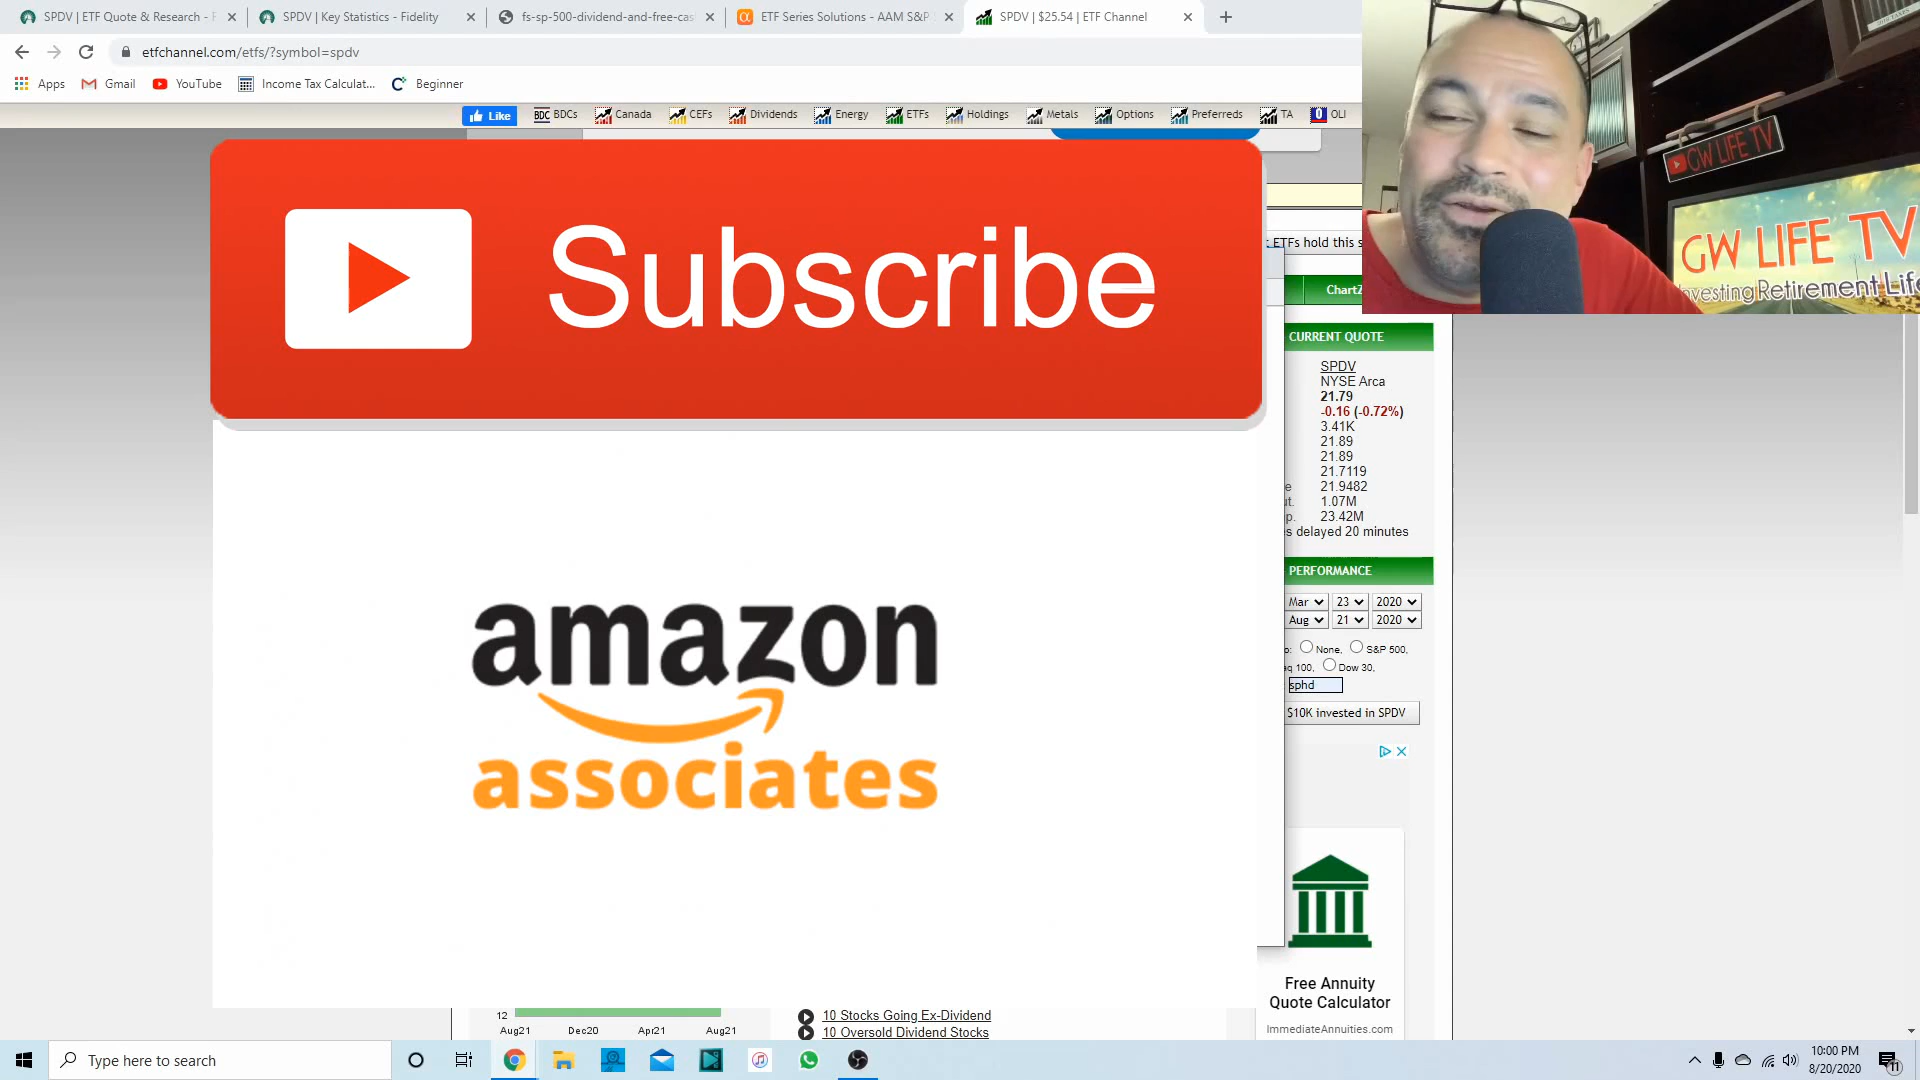 SPDV | ETF Quote & Research - F
SPDV | Key Statistics - Fidelity
fs-sp-500-dividend-and-free-cas
ETF Series Solutions - AAM S&P
SPDV | $25.54 | ETF Channel
etfchannel.com/etfs/?symbol=spdv
Apps
Gmail
YouTube
Income Tax Calculat...
Beginner
Like
BDC BDCs
Canada
CEFs
Dividends
Energy
ETFs
Holdings
Metals
Options
Preferreds
TA
OLI
GW LIFE TV
GW LIFE TV
Investing Retirement Life
Subscribe
ETFs hold this s
ChartZ
CURRENT QUOTE
SPDV
NYSE Arca
21.79
-0.16 (-0.72%)
3.41K
21.89
21.89
21.7119
e 21.9482
ut. 1.07M
p. 23.42M
s delayed 20 minutes
PERFORMANCE
Mar 23 2020
Aug 21 2020
o: None, S&P 500,
aq 100, Dow 30,
sphd
$10K invested in SPDV
amazon
associates
Free Annuity
Quote Calculator
ImmediateAnnuities.com
12
Aug21 Dec20 Apr21 Aug21
10 Stocks Going Ex-Dividend
10 Oversold Dividend Stocks
Type here to search
10:00 PM
8/20/2020
11